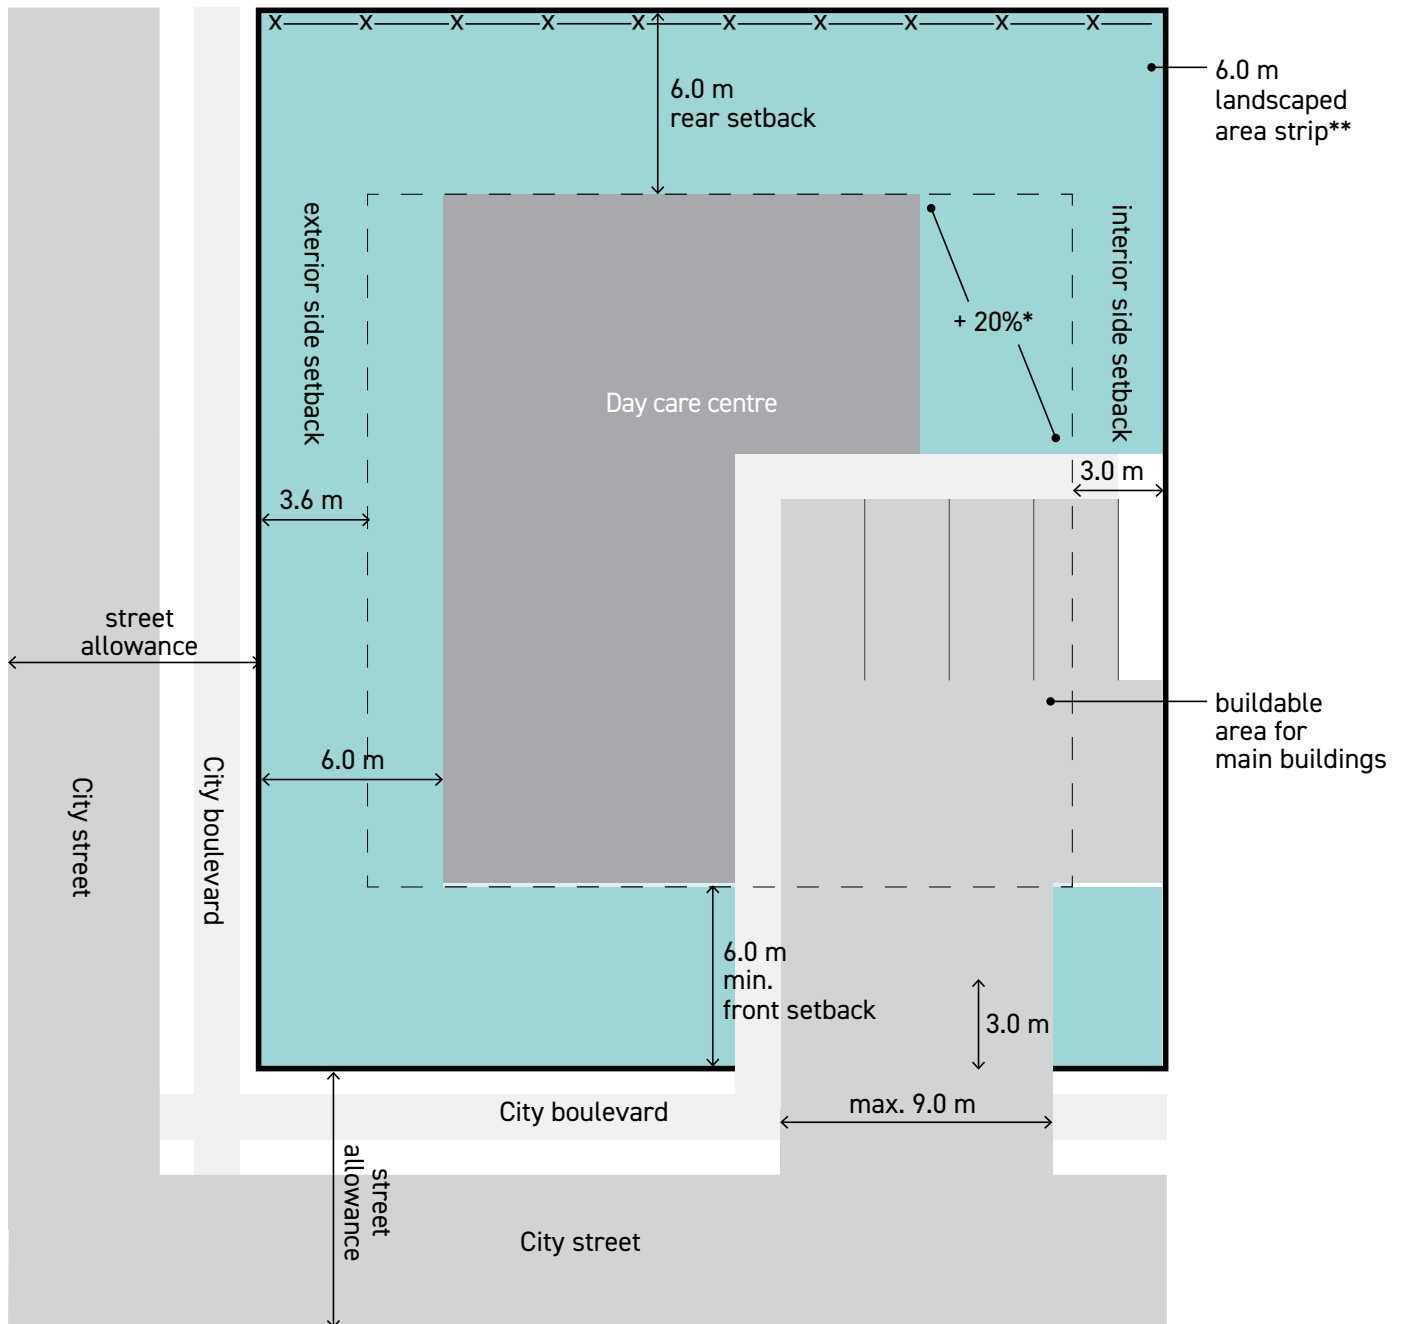 X X X X X X X X X X
6.0 m
rear setback
6.0 m
landscaped
area strip**
exterior side setback
interior side setback
+ 20%*
Day care centre
3.0 m
3.6 m
street
allowance
buildable
area for
main buildings
6.0 m
City street
City boulevard
6.0 m
min.
front setback
3.0 m
max. 9.0 m
City boulevard
street
allowance
City street